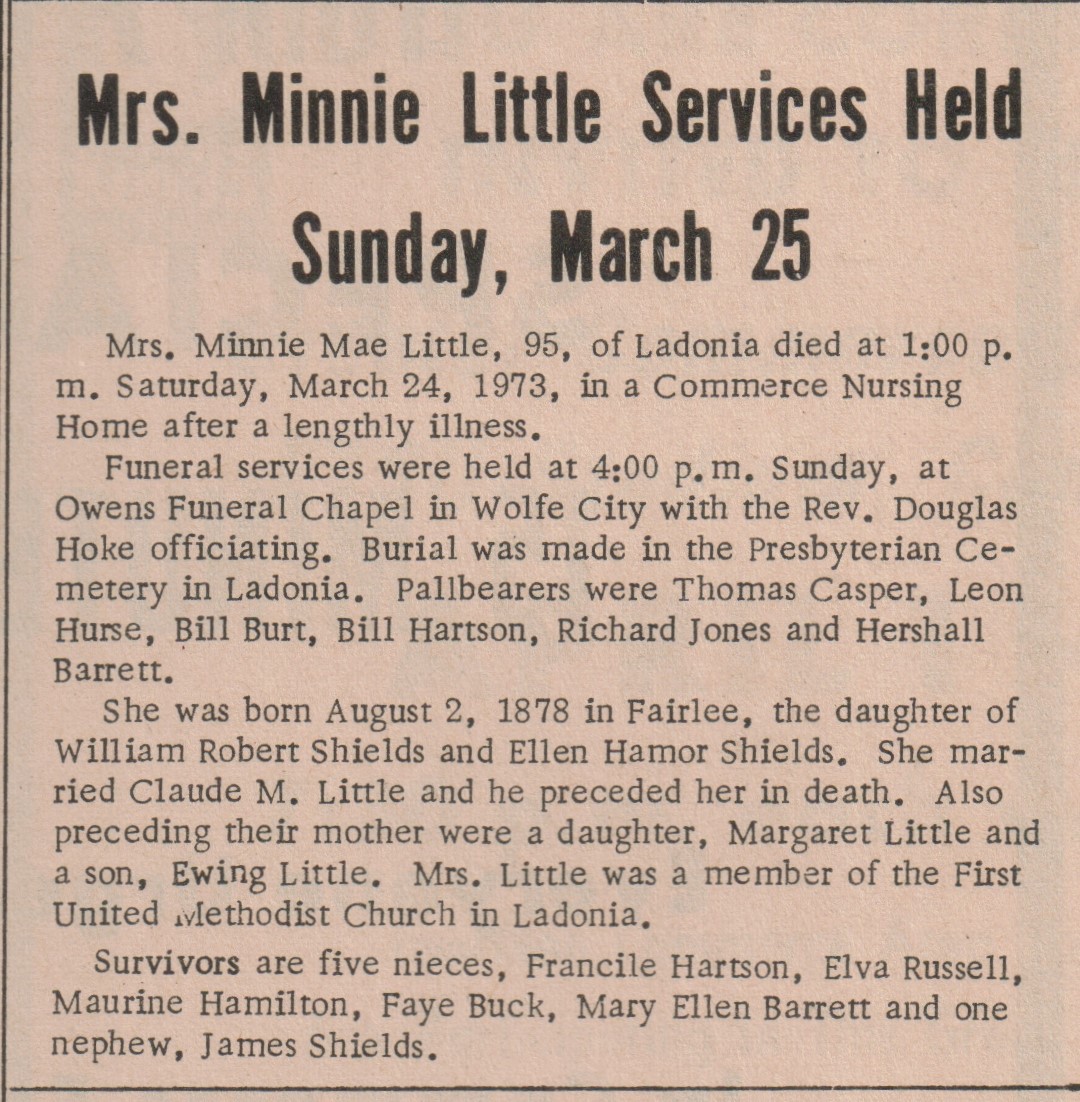 Mrs. Minnie Little Services Held
Sunday, March 25
Mrs. Minnie Mae Little, 95, of Ladonia died at 1:00 p.
m. Saturday, March 24, 1973, in a Commerce Nursing
Home after a lengthly illness.
Funeral services were held at 4:00 p.m. Sunday, at
Owens Funeral Chapel in Wolfe City with the Rev. Douglas
Hoke officiating. Burial was made in the Presbyterian Ce-
metery in Ladonia. Pallbearers were Thomas Casper, Leon
Hurse, Bill Burt, Bill Hartson, Richard Jones and Hershall
Barrett.
She was born August 2, 1878 in Fairlee, the daughter of
William Robert Shields and Ellen Hamor Shields. She mar-
ried Claude M. Little and he preceded her in death. Also
preceding their mother were a daughter, Margaret Little and
a son, Ewing Little. Mrs. Little was a member of the First
United Methodist Church in Ladonia.
Survivors are five nieces, Francile Hartson, Elva Russell,
Maurine Hamilton, Faye Buck, Mary Ellen Barrett and one
nephew, James Shields.